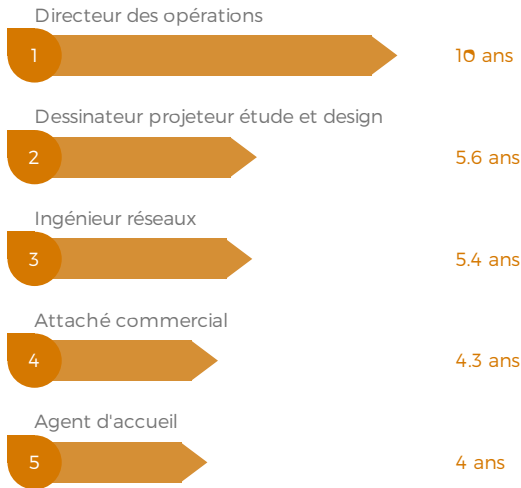 Directeur des opérations
1 10 ans
Dessinateur projeteur étude et design
2 5.6 ans
Ingénieur réseaux
3 5.4 ans
Attaché commercial
4 4.3 ans
Agent d'accueil
5 4 ans